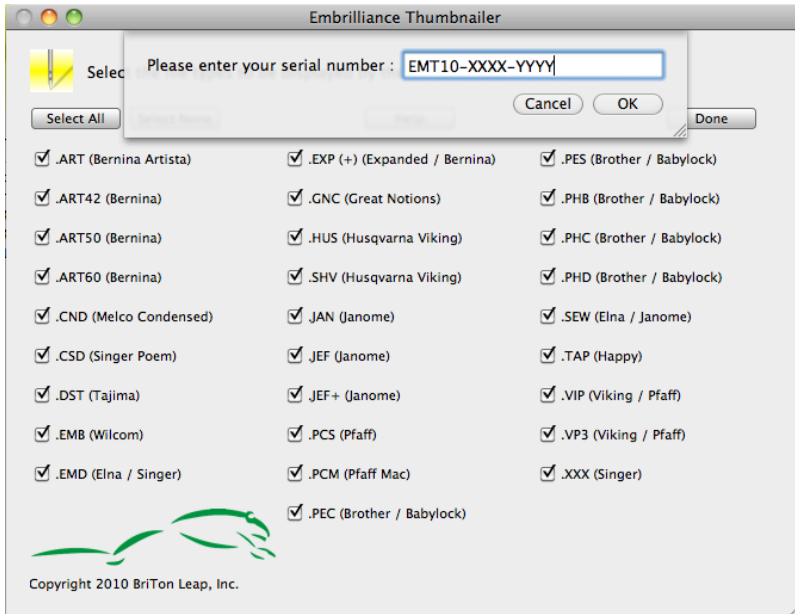 Embrilliance Thumbnailer
Please enter your serial number : EMT10-XXXX-YYYY
Selec
Cancel OK
Select All Select None Help Done
.ART (Bernina Artista) .EXP (+) (Expanded / Bernina) .PES (Brother / Babylock)
.ART42 (Bernina) .GNC (Great Notions) .PHB (Brother / Babylock)
.ART50 (Bernina) .HUS (Husqvarna Viking) .PHC (Brother / Babylock)
.ART60 (Bernina) .SHV (Husqvarna Viking) .PHD (Brother / Babylock)
.CND (Melco Condensed) .JAN (Janome) .SEW (Elna / Janome)
.CSD (Singer Poem) .JEF (Janome) .TAP (Happy)
.DST (Tajima) .JEF+ (Janome) .VIP (Viking / Pfaff)
.EMB (Wilcom) .PCS (Pfaff) .VP3 (Viking / Pfaff)
.EMD (Elna / Singer) .PCM (Pfaff Mac) .XXX (Singer)
.PEC (Brother / Babylock)
Copyright 2010 BriTon Leap, Inc.